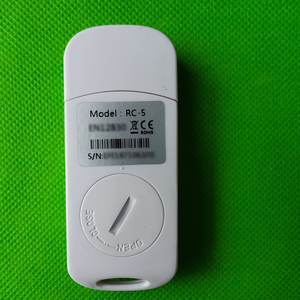 Model : RC-5
EN12830 CE
ROHS
S/N:
OPEN CLOSE